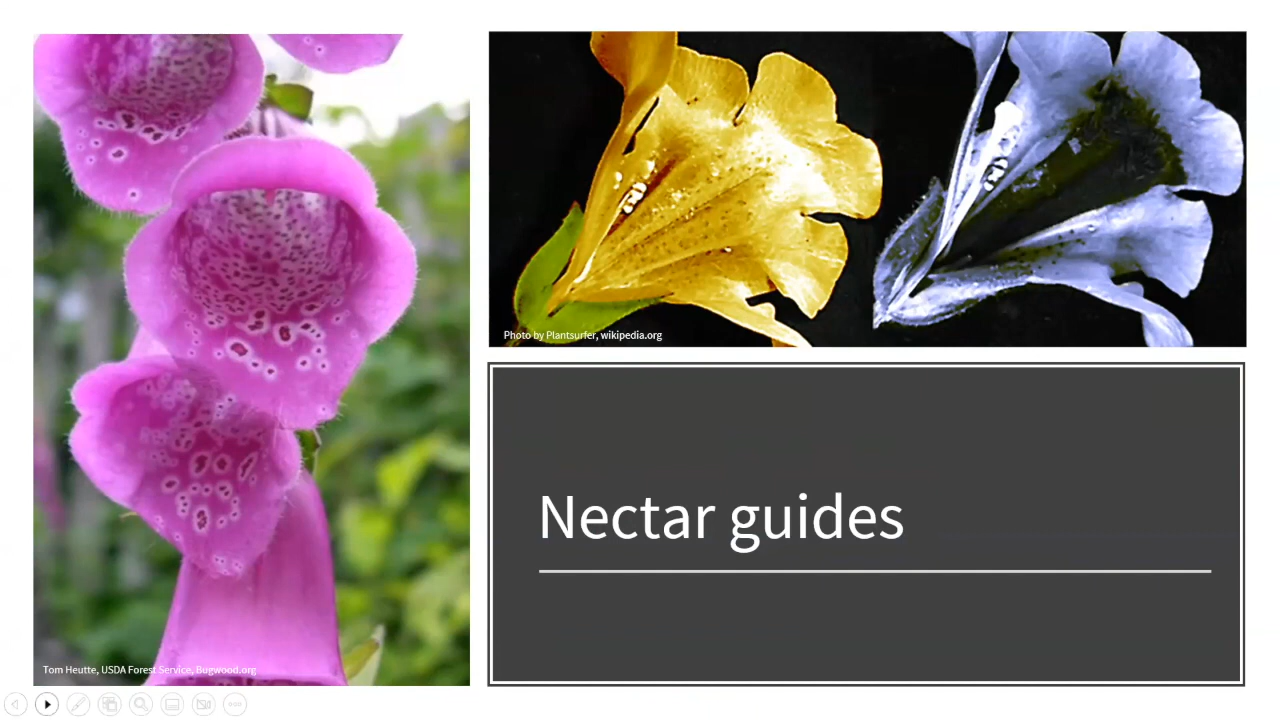 Photo by Plantsurfer, wikipedia.org
Nectar guides
Tom Heutte, USDA Forest Service, Bugwood.org